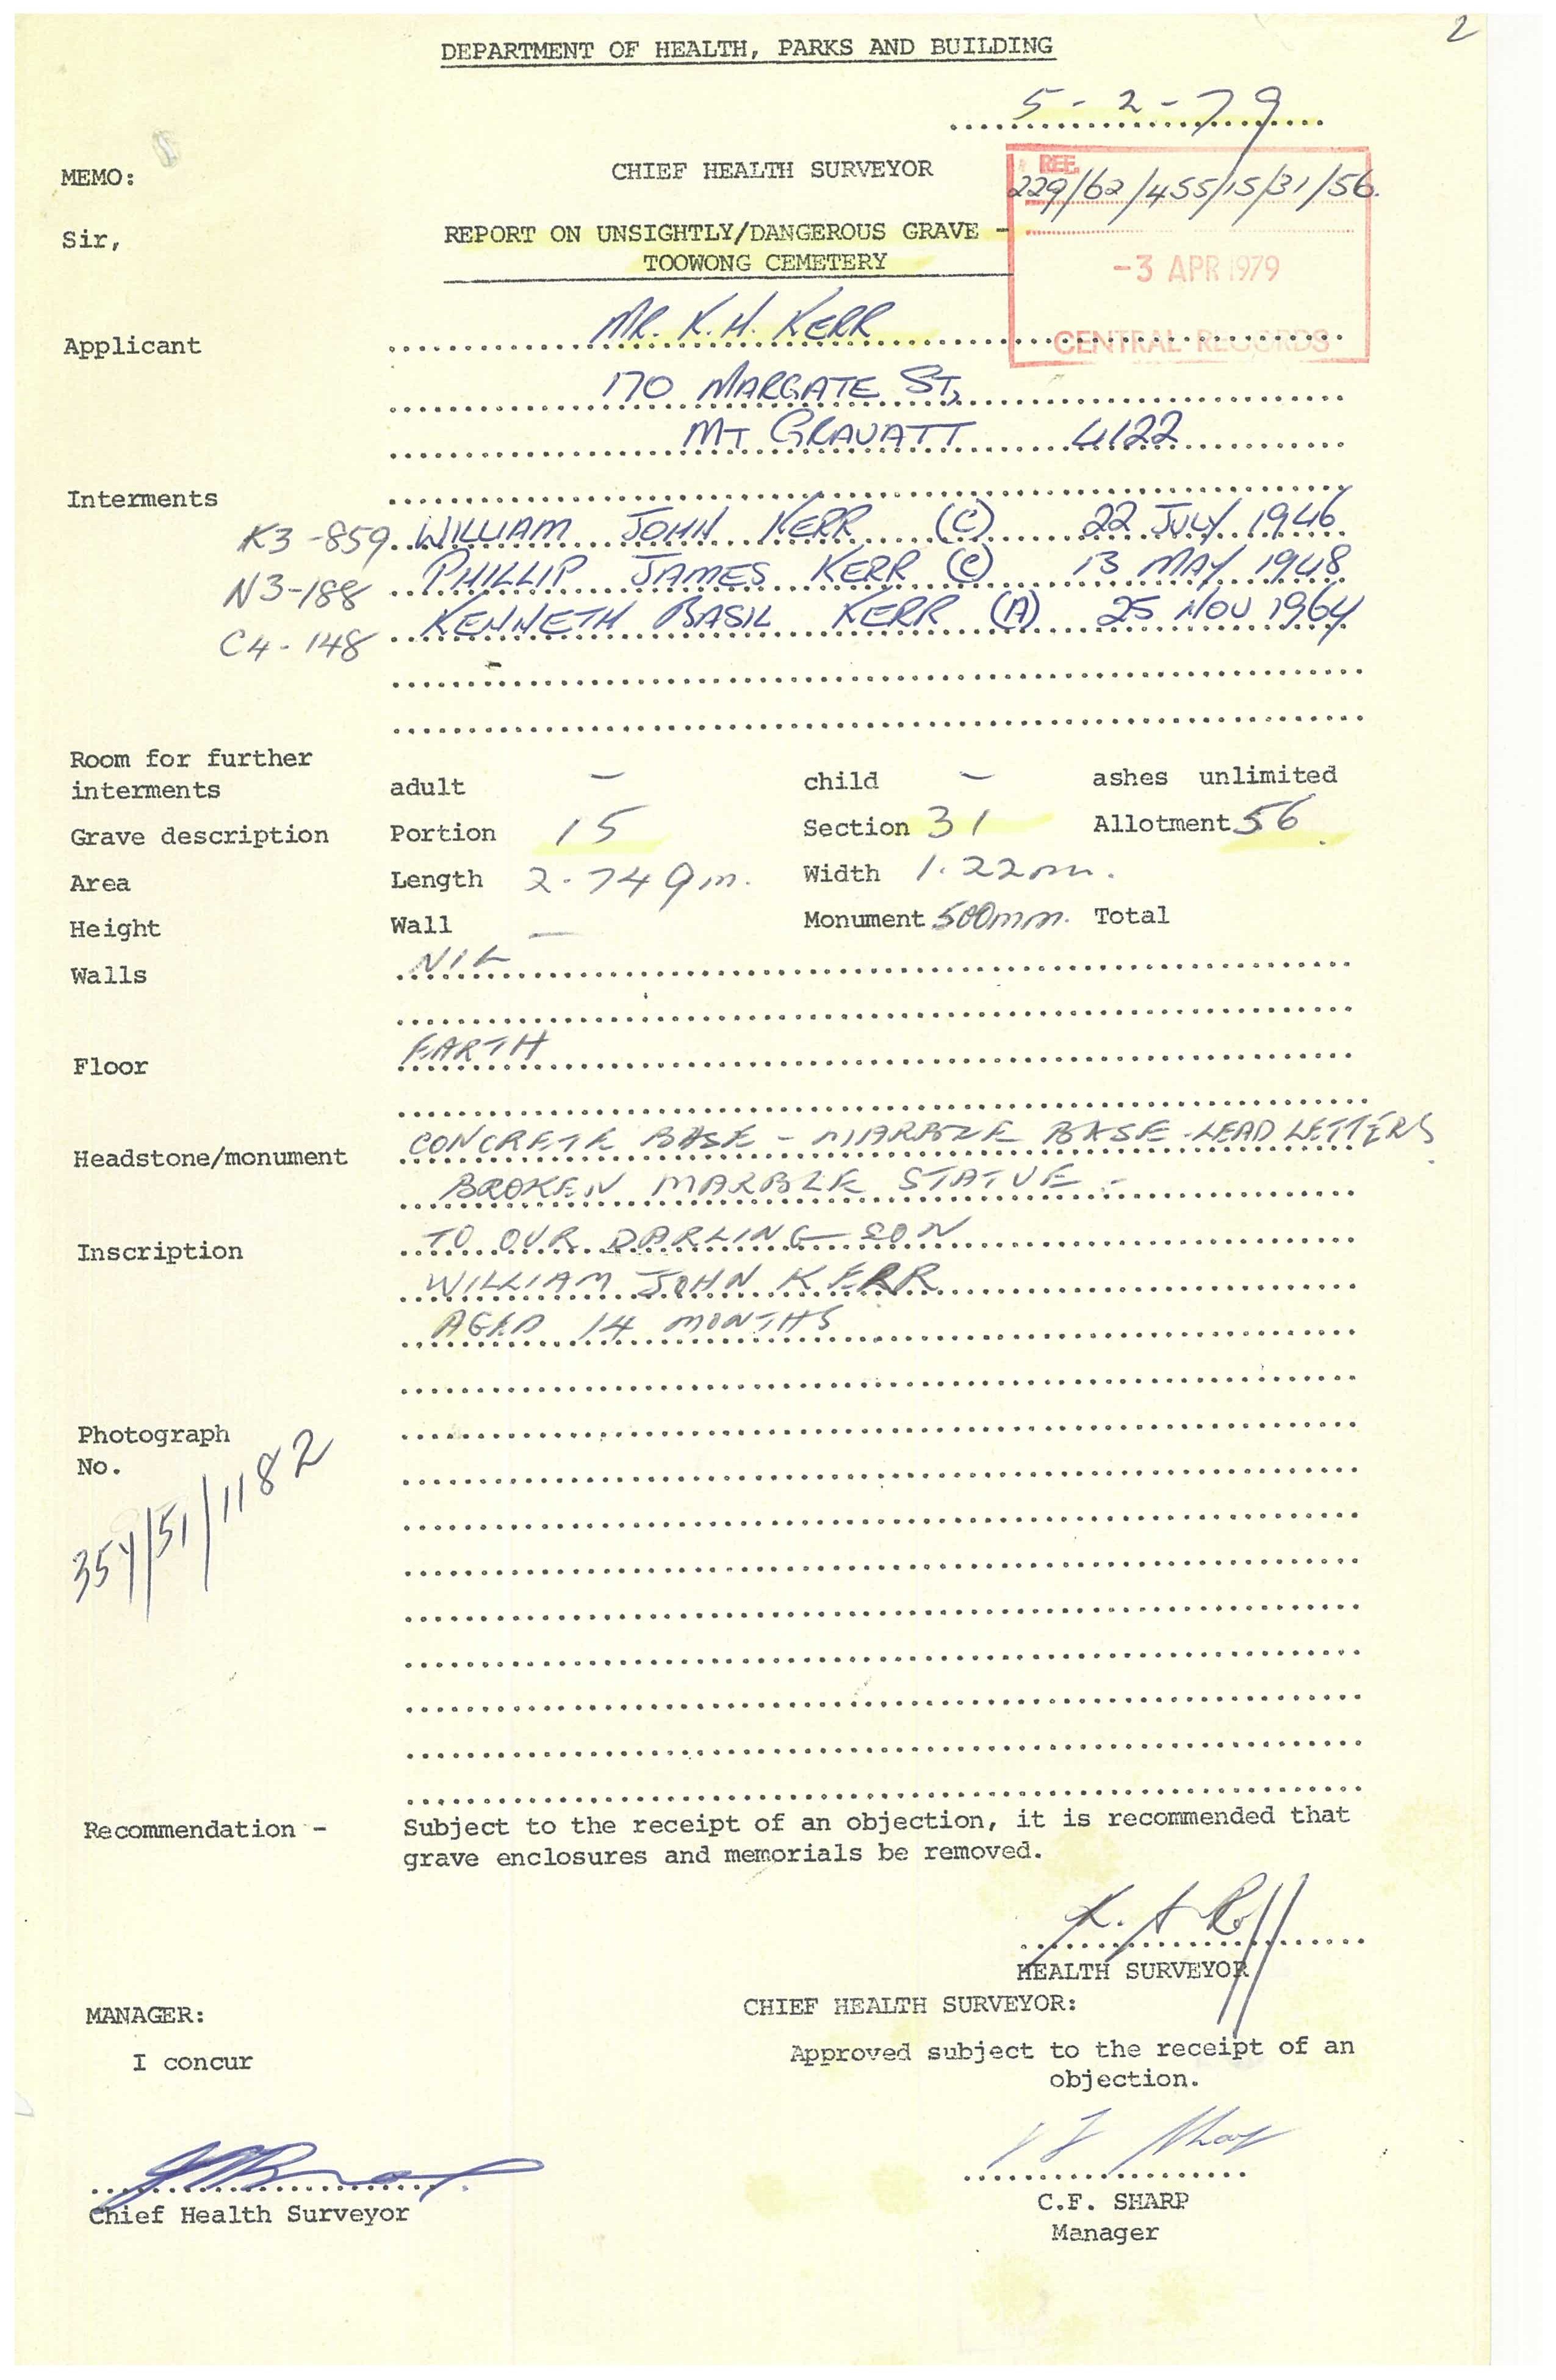 2
DEPARTMENT OF HEALTH, PARKS AND BUILDING
5-2-79
MEMO: CHIEF HEALTH SURVEYOR
REF.
229/62/455/15/31/56.
Sir, REPORT ON UNSIGHTLY/DANGEROUS GRAVE -
TOOWONG CEMETERY
-3 APR 1979
CENTRAL RECORDS
Applicant MR. K.H. KERR
170 MARGATE ST,
MT GRAVATT 4122
Interments
K3-859 WILLIAM JOHN KERR (C) 22 JULY 1946
N3-188 PHILLIP JAMES KERR (C) 13 MAY 1948
C4-148 KENNETH BASIL KERR (A) 25 NOV 1964
Room for further
interments adult - child - ashes unlimited
Grave description Portion 15 Section 31 Allotment 56
Area Length 2.749m. Width 1.22m.
Height Wall - Monument 500mm. Total
Walls NIL
Floor EARTH
Headstone/monument CONCRETE BASE - MARBLE BASE - LEAD LETTERS
BROKEN MARBLE STATUE -
Inscription TO OUR DARLING SON
WILLIAM JOHN KERR
AGED 14 MONTHS
Photograph
No.
354/51/1182
Recommendation - Subject to the receipt of an objection, it is recommended that
grave enclosures and memorials be removed.
HEALTH SURVEYOR
MANAGER: CHIEF HEALTH SURVEYOR:
I concur Approved subject to the receipt of an
objection.
Chief Health Surveyor
C.F. SHARP
Manager